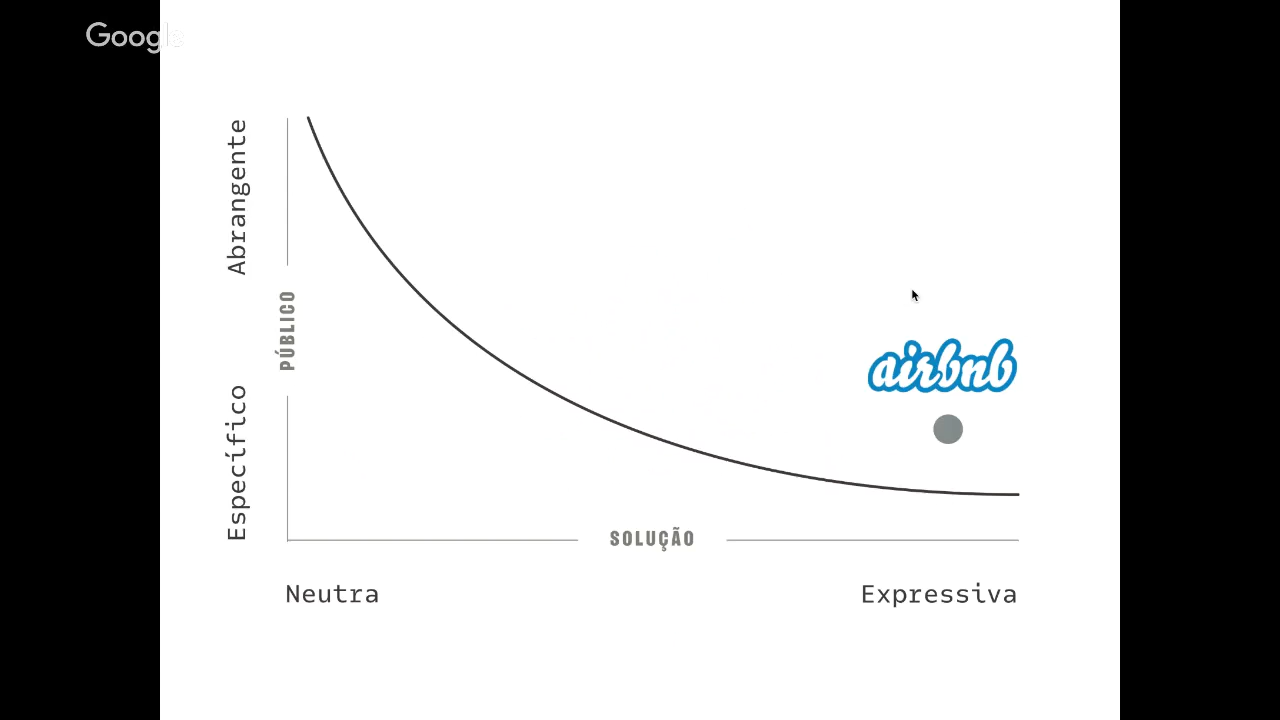 Google
Abrangente
PÚBLICO
Específico
airbnb
SOLUÇÃO
Neutra
Expressiva